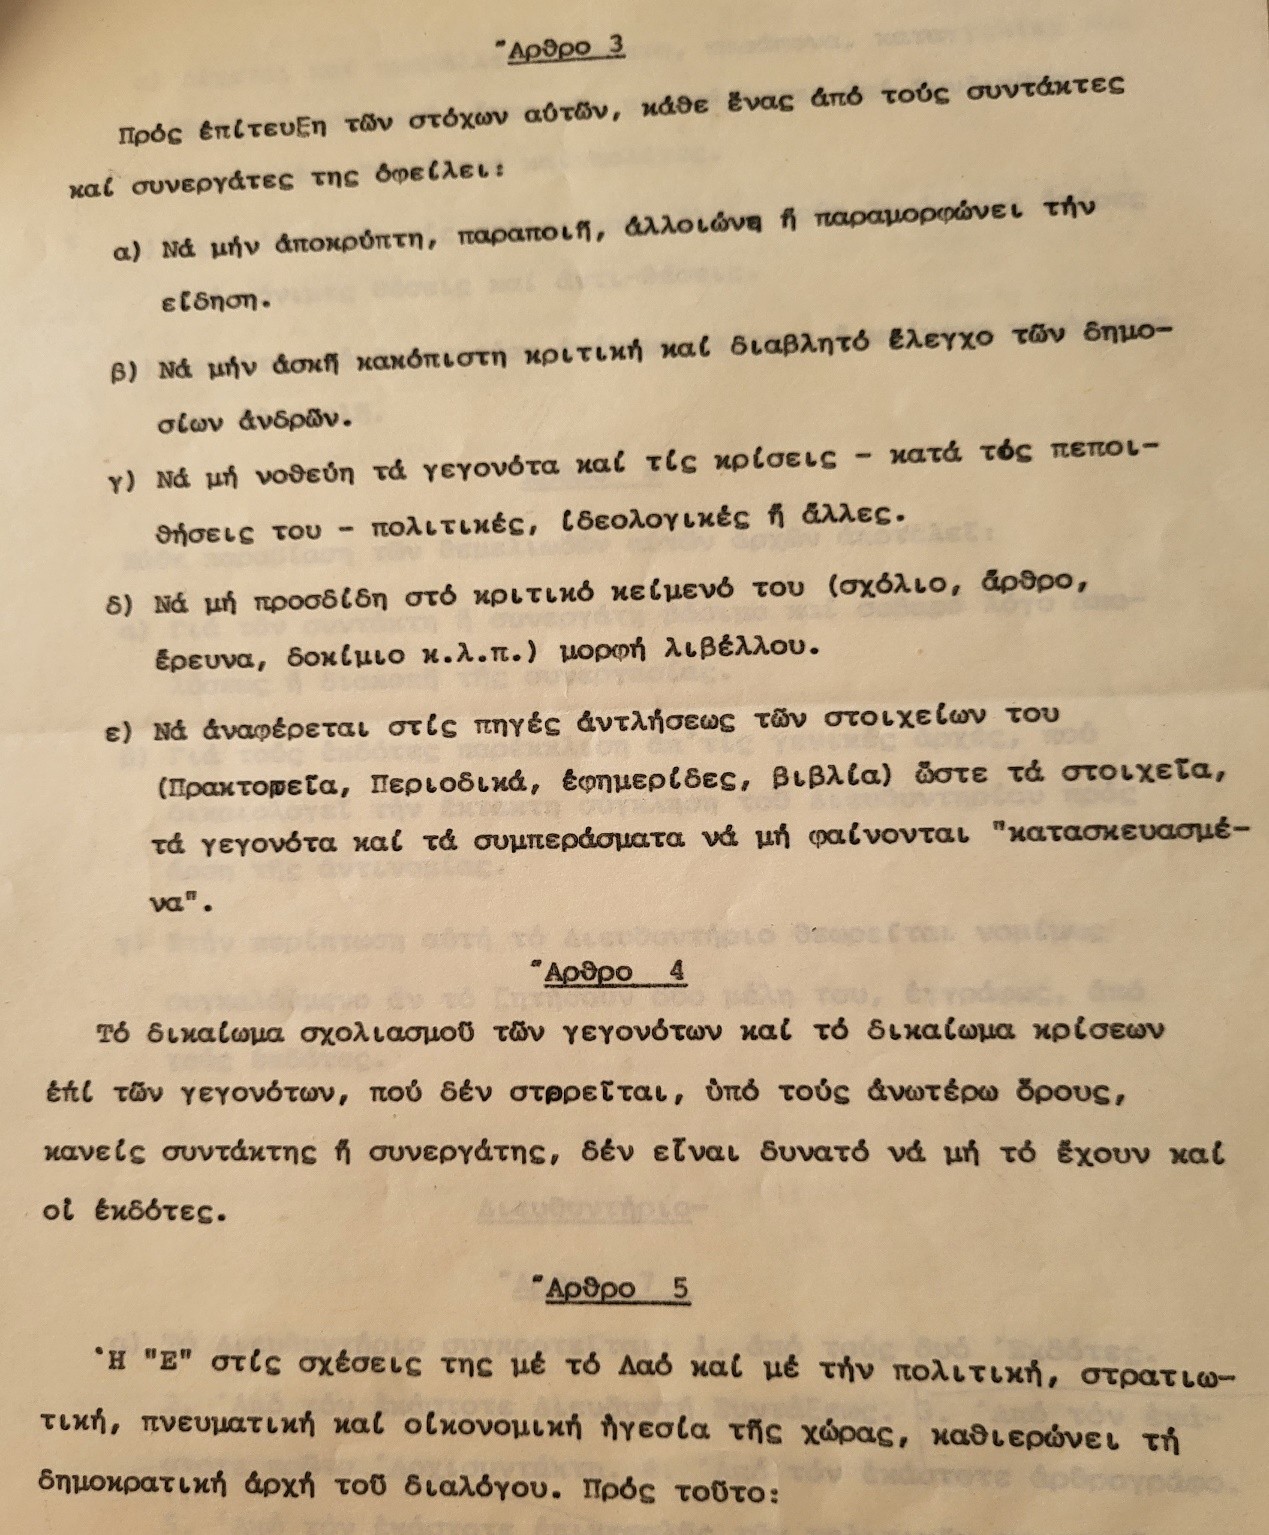 Ἄρθρο 3
Πρός ἐπίτευξη τῶν στόχων αὐτῶν, κάθε ἕνας ἀπό τούς συντάκτες
καί συνεργάτες της ὀφείλει:
α) Νά μήν ἀποκρύπτη, παραποιῆ, ἀλλοιώνη ἤ παραμορφώνει τήν
εἴδηση.
β) Νά μήν ἀσκῆ κακόπιστη κριτική καί διαβλητό ἔλεγχο τῶν δημο-
σίων ἀνδρῶν.
γ) Νά μή νοθεύη τά γεγονότα καί τίς κρίσεις - κατά τός πεποι-
θήσεις του - πολιτικές, ἰδεολογικές ἤ ἄλλες.
δ) Νά μή προσδίδη στό κριτικό κείμενό του (σχόλιο, ἄρθρο,
ἔρευνα, δοκίμιο κ.λ.π.) μορφή λιβέλλου.
ε) Νά ἀναφέρεται στίς πηγές ἀντλήσεως τῶν στοιχείων του
(Πρακτορεῖα, Περιοδικά, ἐφημερίδες, βιβλία) ὥστε τά στοιχεῖα,
τά γεγονότα καί τά συμπεράσματα νά μή φαίνονται "κατασκευασμέ-
να".
Ἄρθρο 4
Τό δικαίωμα σχολιασμοῦ τῶν γεγονότων καί τό δικαίωμα κρίσεων
ἐπί τῶν γεγονότων, πού δέν στερεῖται, ὑπό τούς ἀνωτέρω ὅρους,
κανείς συντάκτης ἤ συνεργάτης, δέν εἶναι δυνατό νά μή τό ἔχουν καί
οἱ ἐκδότες.
Ἄρθρο 5
Ἡ "Ε" στίς σχέσεις της μέ τό Λαό καί μέ τήν πολιτική, στρατιω-
τική, πνευματική καί οἰκονομική ἡγεσία τῆς χώρας, καθιερώνει τή
δημοκρατική ἀρχή τοῦ διαλόγου. Πρός τοῦτο: